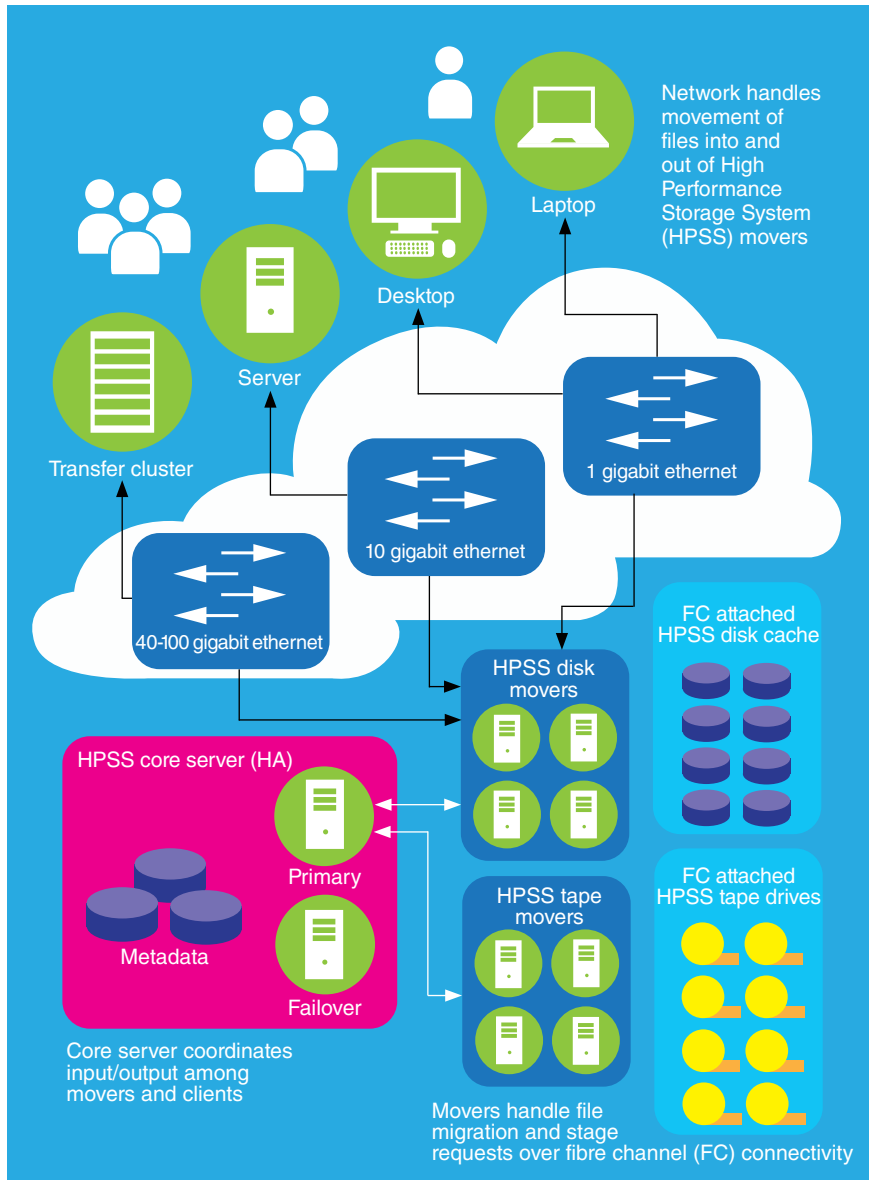 Network handles
movement of
files into and
out of High
Performance
Storage System
(HPSS) movers
Laptop
Desktop
Server
Transfer cluster
1 gigabit ethernet
10 gigabit ethernet
40-100 gigabit ethernet
HPSS disk
movers
FC attached
HPSS disk cache
HPSS core server (HA)
Primary
Metadata
Failover
HPSS tape
movers
FC attached
HPSS tape drives
Core server coordinates
input/output among
movers and clients
Movers handle file
migration and stage
requests over fibre channel (FC) connectivity